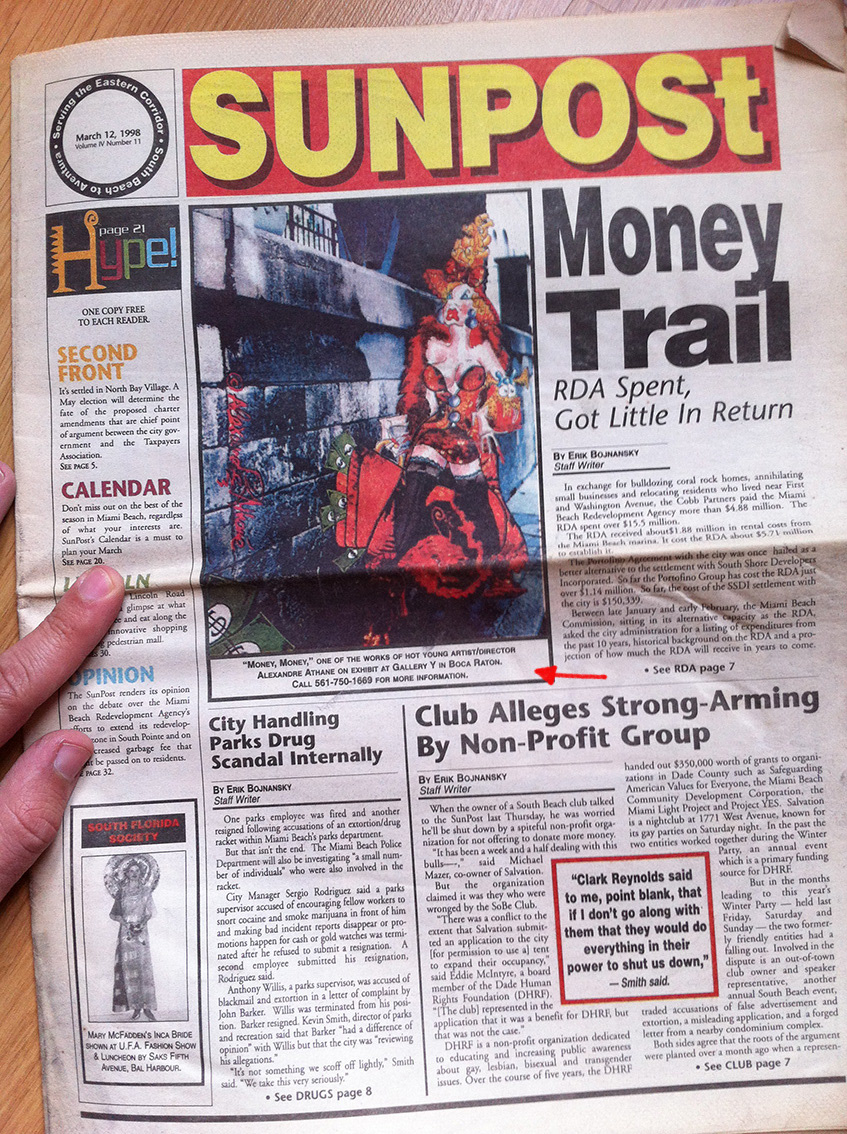 Serving the Eastern Corridor • South Beach to Aventura •
March 12, 1998
Volume IV Number 11
SUNPOSt
page 21
Hype!
ONE COPY FREE
TO EACH READER.
SECOND
FRONT
It's settled in North Bay Village. A
May election will determine the
fate of the proposed charter
amendments that are chief point
of argument between the city gov-
ernment and the Taxpayers
Association.
SEE PAGE 5.
CALENDAR
Don't miss out on the best of the
season in Miami Beach, regardless
of what your interests are.
SunPost's Calendar is a must to
plan your March
SEE PAGE 20.
Lincoln Road
glimpse at what
and eat along the
innovative shopping
pedestrian mall.
30.
OPINION
The SunPost renders its opinion
on the debate over the Miami
Beach Redevelopment Agency's
efforts to extend its redevelop-
zone in South Pointe and on
creased garbage fee that
be passed on to residents.
PAGE 32.
SOUTH FLORIDA
SOCIETY
MARY MCFADDEN'S INCA BRIDE
SHOWN AT U.F.A. FASHION SHOW
& LUNCHEON BY SAKS FIFTH
AVENUE, BAL HARBOUR.
"MONEY, MONEY," ONE OF THE WORKS OF HOT YOUNG ARTIST/DIRECTOR
ALEXANDRE ATHANE ON EXHIBIT AT GALLERY Y IN BOCA RATON.
CALL 561-750-1669 FOR MORE INFORMATION.
Money
Trail
RDA Spent,
Got Little In Return
BY ERIK BOJNANSKY
Staff Writer
In exchange for bulldozing coral rock homes, annihilating
small businesses and relocating residents who lived near First
and Washington Avenue, the Cobb Partners paid the Miami
Beach Redevelopment Agency more than $4.88 million. The
RDA spent over $15.5 million.
The RDA received about$1.88 million in rental costs from
the Miami Beach marina. It cost the RDA about $5.71 million
to establish it.
The Portofino Agreement with the city was once hailed as a
better alternative to the settlement with South Shore Developers
Incorporated. So far the Portofino Group has cost the RDA just
over $1.14 million. So far, the cost of the SSDI settlement with
the city is $150,339.
Between late January and early February, the Miami Beach
Commission, sitting in its alternative capacity as the RDA,
asked the city administration for a listing of expenditures from
the past 10 years, historical background on the RDA and a pro-
jection of how much the RDA will receive in years to come.
• See RDA page 7
City Handling
Parks Drug
Scandal Internally
BY ERIK BOJNANSKY
Staff Writer
One parks employee was fired and another
resigned following accusations of an extortion/drug
racket within Miami Beach's parks department.
But that isn't the end. The Miami Beach Police
Department will also be investigating "a small num-
ber of individuals" who were also involved in the
racket.
City Manager Sergio Rodriguez said a parks
supervisor accused of encouraging fellow workers to
snort cocaine and smoke marijuana in front of him
and making bad incident reports disappear or pro-
motions happen for cash or gold watches was termi-
nated after he refused to submit a resignation. A
second employee submitted his resignation,
Rodriguez said.
Anthony Willis, a parks supervisor, was accused of
blackmail and extortion in a letter of complaint by
John Barker. Willis was terminated from his posi-
tion. Barker resigned. Kevin Smith, director of parks
and recreation said that Barker "had a difference of
opinion" with Willis but that the city was "reviewing
his allegations."
"It's not something we scoff off lightly," Smith
said. "We take this very seriously."
• See DRUGS page 8
Club Alleges Strong-Arming
By Non-Profit Group
BY ERIK BOJNANSKY
Staff Writer
When the owner of a South Beach club talked
to the SunPost last Thursday, he was worried
he'll be shut down by a spiteful non-profit orga-
nization for not offering to donate more money.
"It has been a week and a half dealing with this
bulls----," said Michael
Mazer, co-owner of Salvation.
But the organization
claimed it was they who were
wronged by the SoBe Club.
"There was a conflict to the
extent that Salvation submit-
ted an application to the city
[for permission to use a] tent
to expand their occupancy,"
said Eddie McIntyre, a board
member of the Dade Human
Rights Foundation (DHRF).
"[The club] represented in the
application that it was a benefit for DHRF, but
that was not the case."
DHRF is a non-profit organization dedicated
to educating and increasing public awareness
about gay, lesbian, bisexual and transgender
issues. Over the course of five years, the DHRF
handed out $350,000 worth of grants to organi-
zations in Dade County such as Safeguarding
American Values for Everyone, the Miami Beach
Community Development Corporation, the
Miami Light Project and Project YES. Salvation
is a nightclub at 1771 West Avenue, known for
its gay parties on Saturday night. In the past the
two entities worked together during the Winter
Party, an annual event
which is a primary funding
source for DHRF.
But in the months
leading to this year's
Winter Party — held last
Friday, Saturday and
Sunday — the two former-
ly friendly entities had a
falling out. Involved in the
dispute is an out-of-town
club owner and speaker
representative, another
annual South Beach event,
traded accusations of false advertisement and
extortion, a misleading application, and a forged
letter from a nearby condominium complex.
Both sides agree that the roots of the argument
were planted over a month ago when a represen-
• See CLUB page 7
"Clark Reynolds said
to me, point blank, that
if I don't go along with
them that they would do
everything in their
power to shut us down,"
— Smith said.